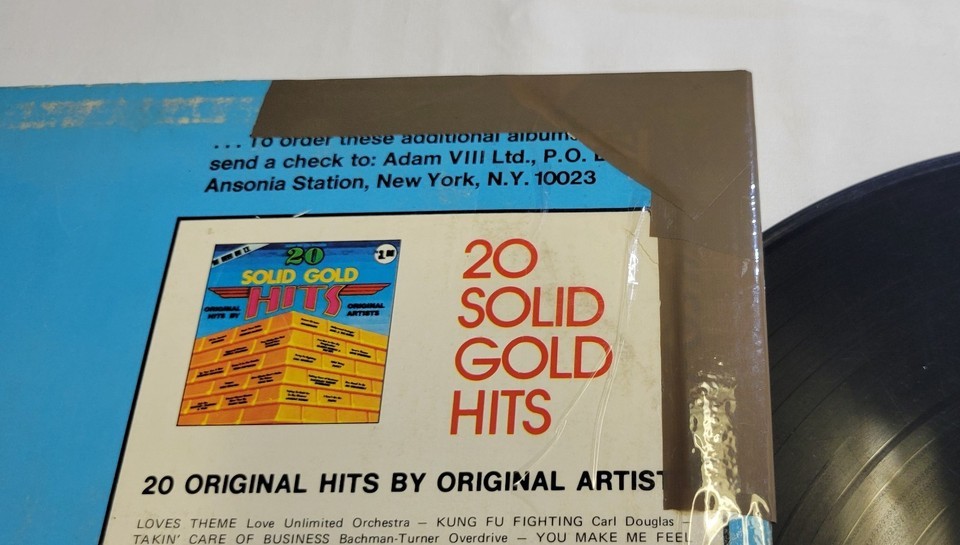 ... To order these additional albums
send a check to: Adam VIII Ltd., P.O.
Ansonia Station, New York, N.Y. 10023
20
SOLID GOLD
HITS
ORIGINAL
HITS BY
ORIGINAL
ARTISTS
20
SOLID
GOLD
HITS
20 ORIGINAL HITS BY ORIGINAL ARTIST
LOVES THEME Love Unlimited Orchestra — KUNG FU FIGHTING Carl Douglas —
TAKIN' CARE OF BUSINESS Bachman-Turner Overdrive — YOU MAKE ME FEEL